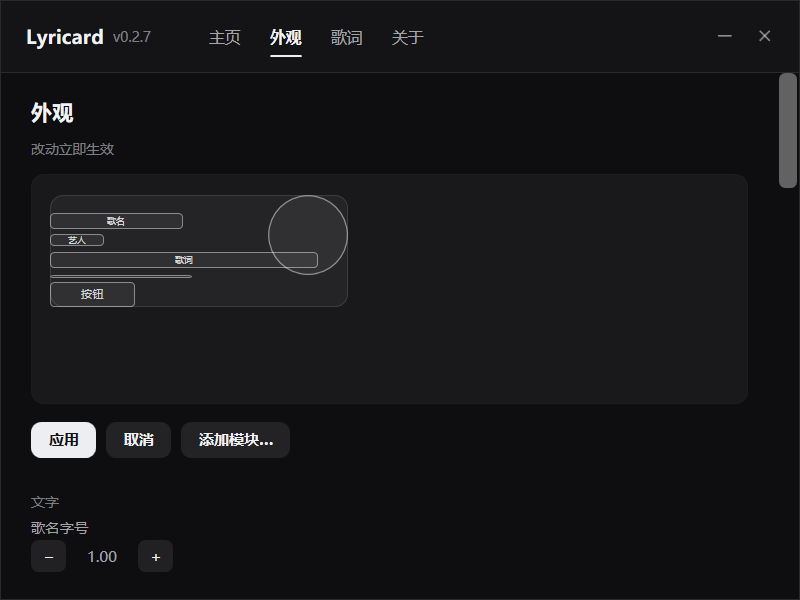 Lyricard v0.2.7 主页 外观 歌词 关于
外观
改动立即生效
歌名
艺人
歌词
按钮
应用 取消 添加模块...
文字
歌名字号
− 1.00 +